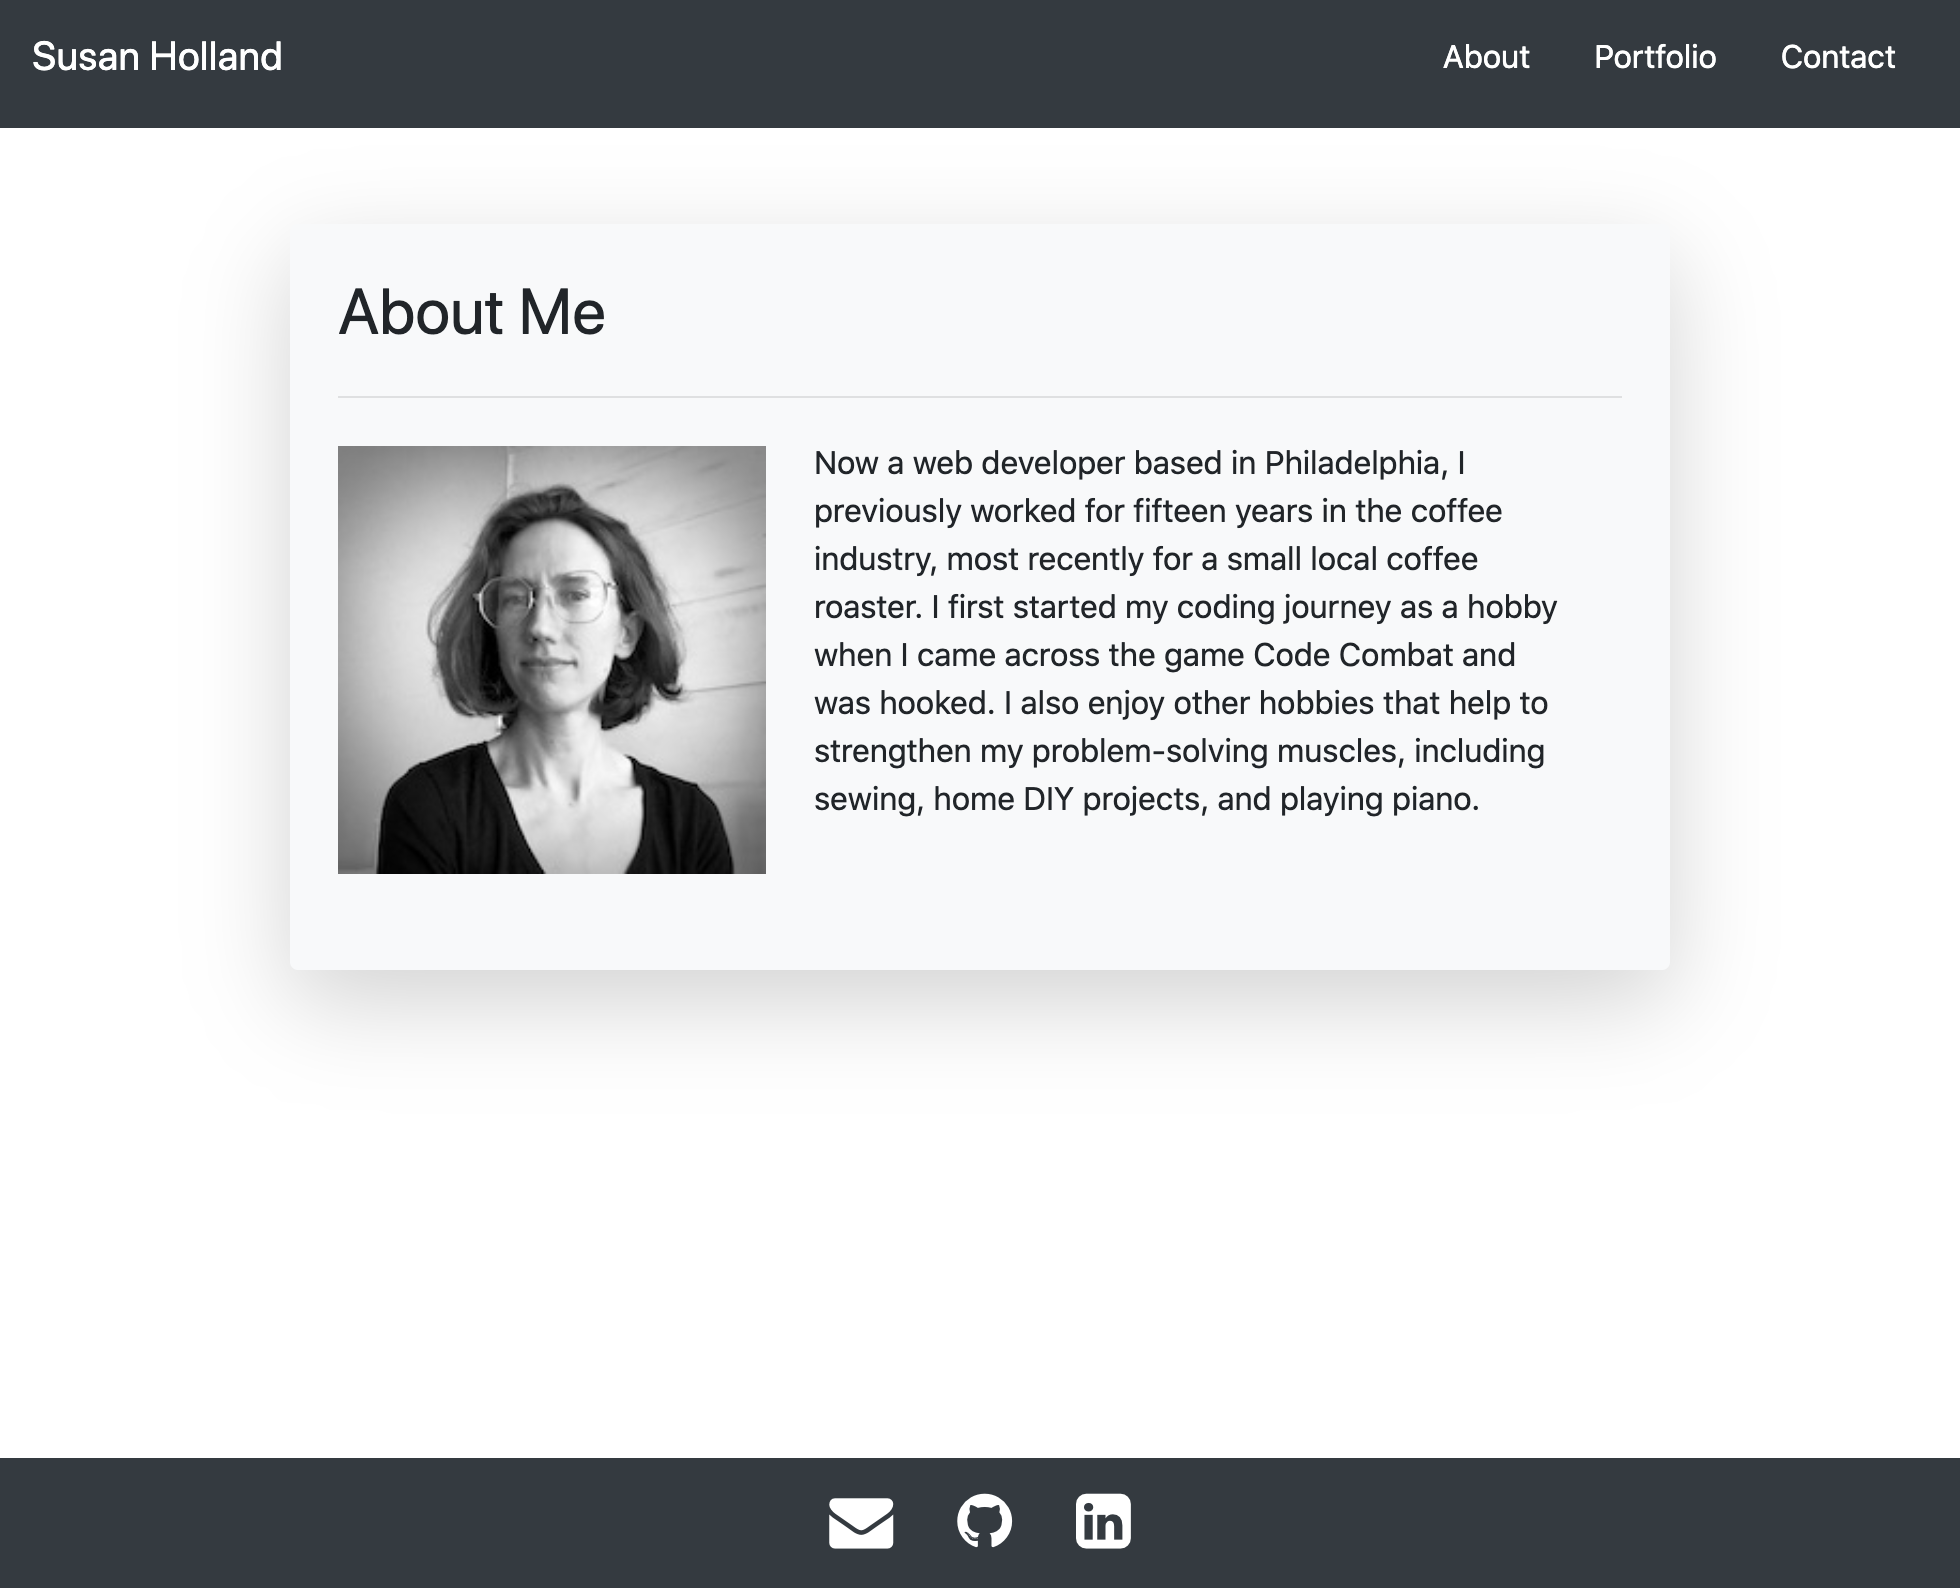 Susan Holland
About
Portfolio
Contact
About Me
Now a web developer based in Philadelphia, I
previously worked for fifteen years in the coffee
industry, most recently for a small local coffee
roaster. I first started my coding journey as a hobby
when I came across the game Code Combat and
was hooked. I also enjoy other hobbies that help to
strengthen my problem-solving muscles, including
sewing, home DIY projects, and playing piano.
in